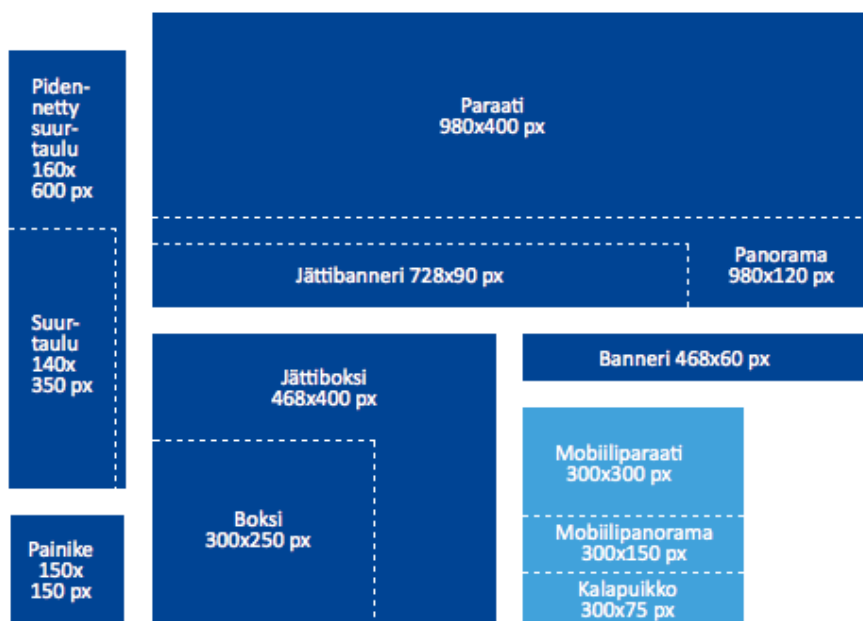 Piden-
netty
suur-
taulu
160x
600 px
Suur-
taulu
140x
350 px
Painike
150x
150 px
Paraati
980x400 px
Jättibanneri 728x90 px
Panorama
980x120 px
Jättiboksi
468x400 px
Boksi
300x250 px
Banneri 468x60 px
Mobiiliparaati
300x300 px
Mobiilipanorama
300x150 px
Kalapuikko
300x75 px